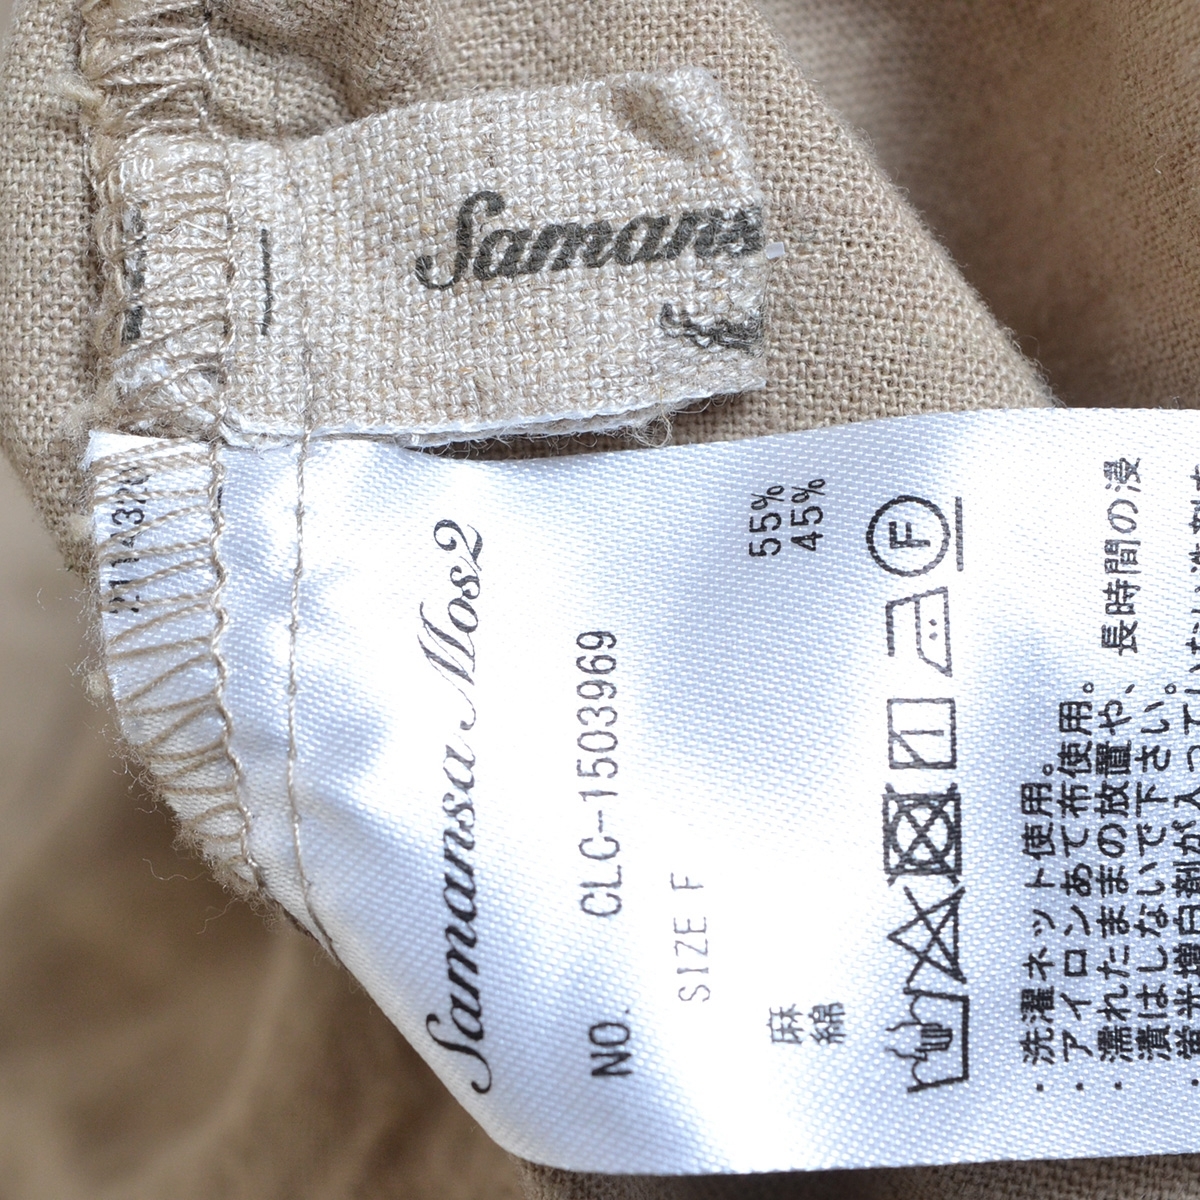 Samans
Samansa Mos2
NO. CLC-1503969
SIZE F
麻 55%
綿 45%
F
・洗濯ネット使用。
・アイロンあて布使用。
・濡れたままの放置や、長時間の浸
漬はしないで下さい。